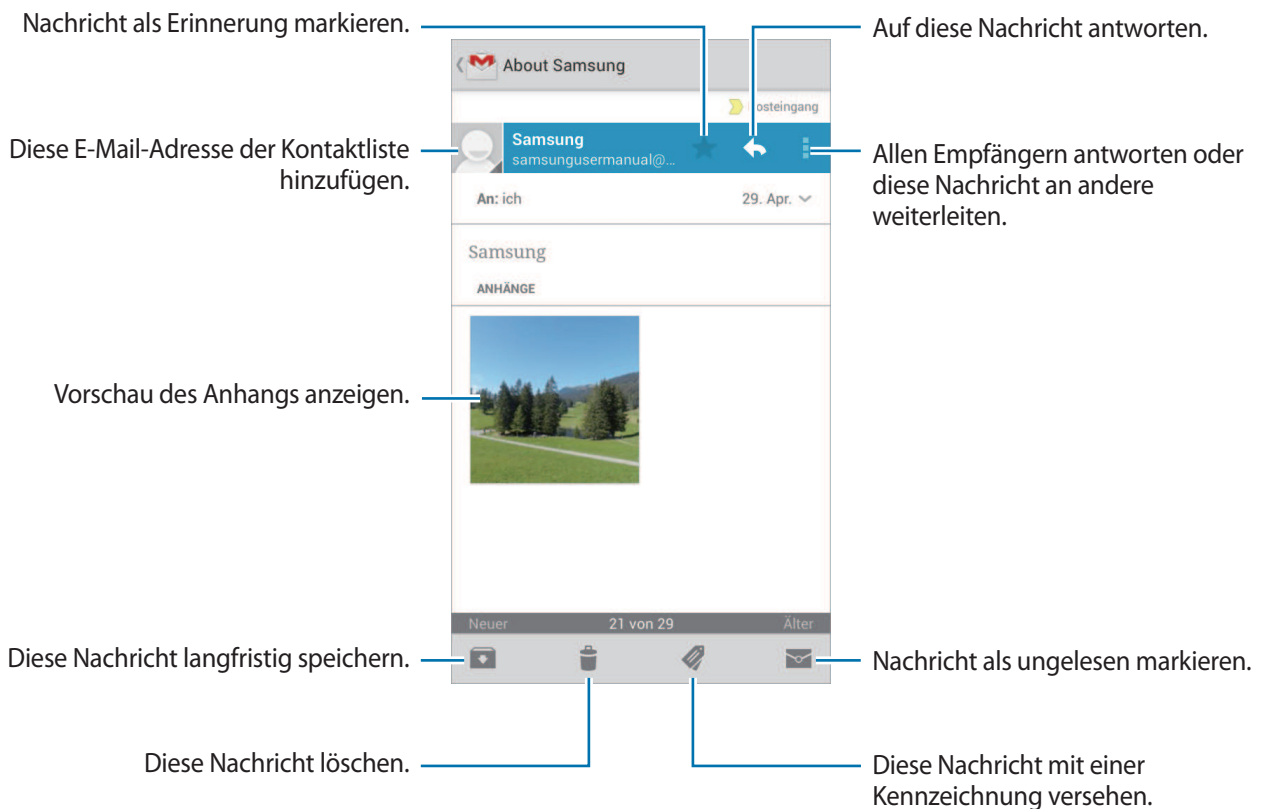 Nachricht als Erinnerung markieren.
Auf diese Nachricht antworten.
About Samsung
Diese E-Mail-Adresse der Kontaktliste
hinzufügen.
Samsung
samsungusermanual@...
Allen Empfängern antworten oder
diese Nachricht an andere
weiterleiten.
An: ich
29. Apr.
Samsung
ANHÄNGE
Vorschau des Anhangs anzeigen.
Neuer
21 von 29
Älter
Diese Nachricht langfristig speichern.
Nachricht als ungelesen markieren.
Diese Nachricht löschen.
Diese Nachricht mit einer
Kennzeichnung versehen.